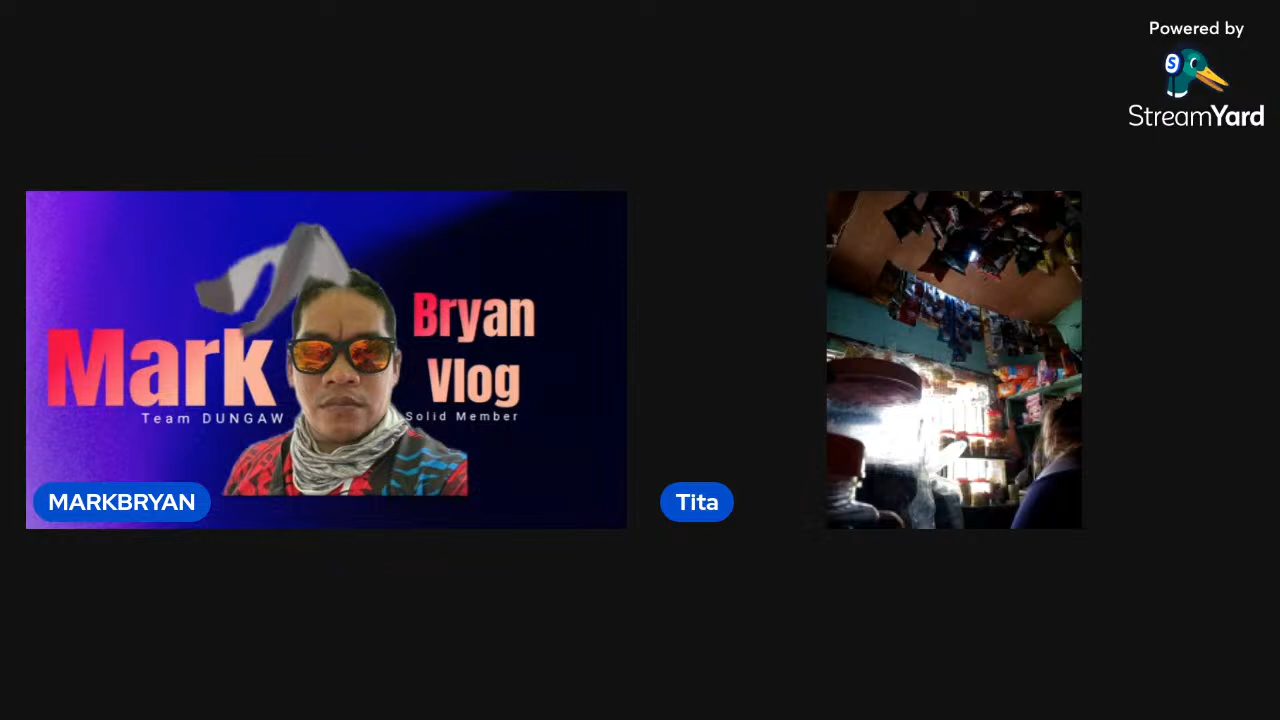 Powered by
S
StreamYard
Mark
Bryan
Vlog
Team DUNGAW
Solid Member
MARKBRYAN
Tita